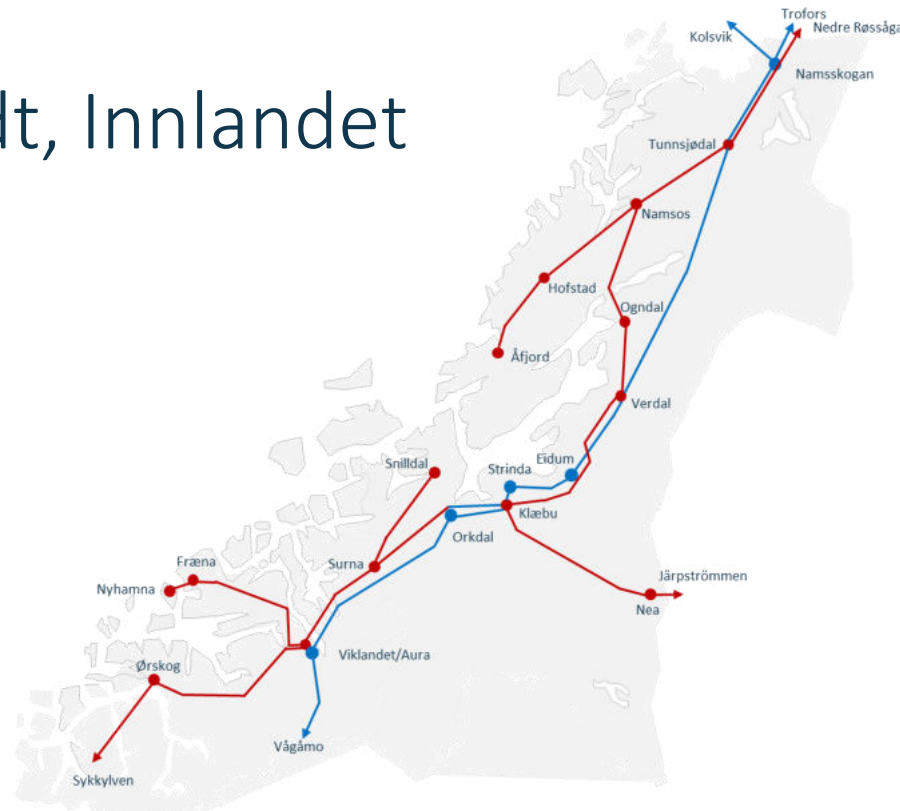 dt, Innlandet
Trofors
Kolsvik
Nedre Røssåga
Namsskogan
Tunnsjødal
Namsos
Hofstad
Ogndal
Åfjord
Verdal
Snilldal
Strinda
Eidum
Klæbu
Orkdal
Surna
Fræna
Nyhamna
Järpströmmen
Nea
Viklandet/Aura
Ørskog
Vågåmo
Sykkylven